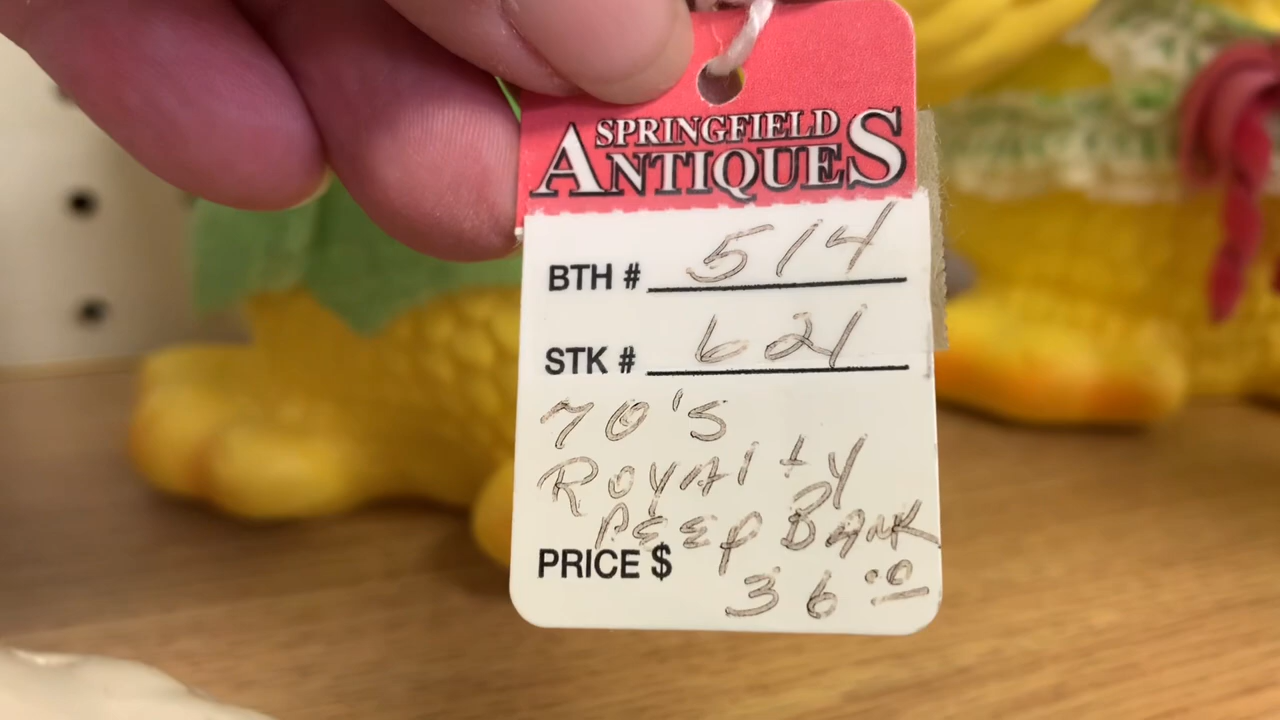 SPRINGFIELD
ANTIQUES
BTH # 514
STK # 621
70's
Royalty
PEEP BANK
PRICE $ 36.00